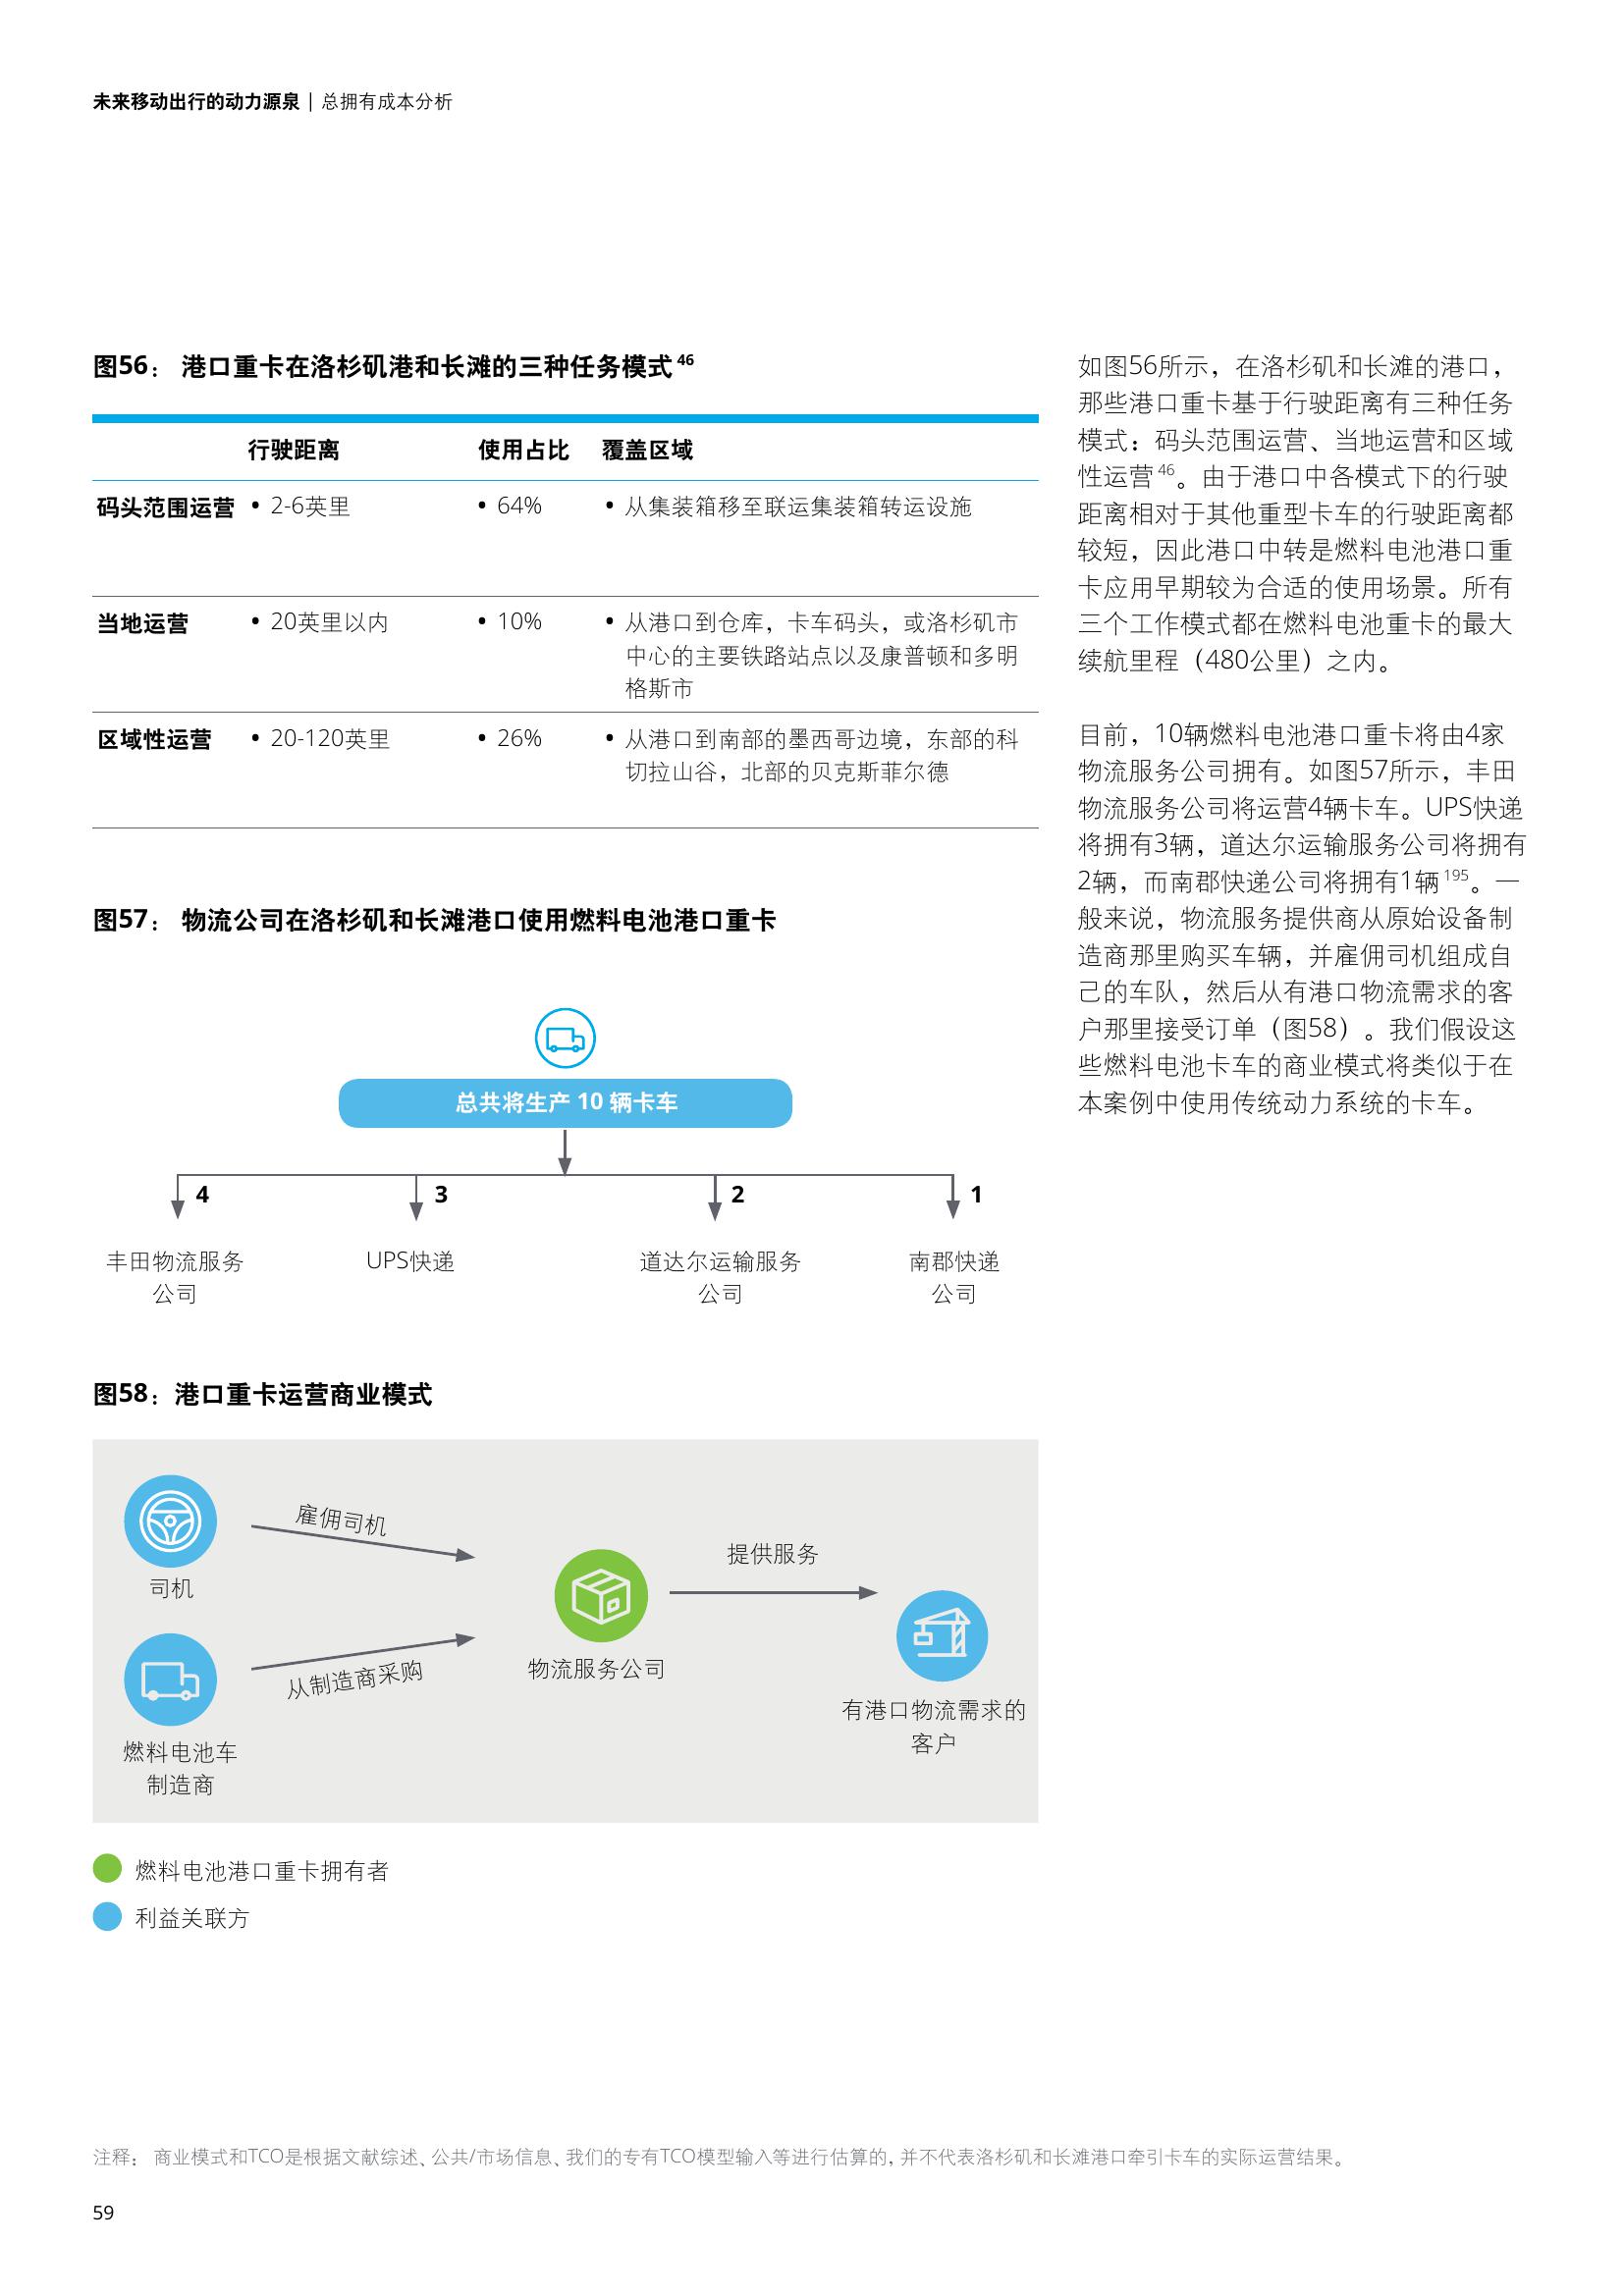 未来移动出行的动力源泉 | 总拥有成本分析
图56： 港口重卡在洛杉矶港和长滩的三种任务模式 46
行驶距离 使用占比 覆盖区域
码头范围运营 • 2-6英里 • 64% • 从集装箱移至联运集装箱转运设施
当地运营 • 20英里以内 • 10% • 从港口到仓库，卡车码头，或洛杉矶市
中心的主要铁路站点以及康普顿和多明
格斯市
区域性运营 • 20-120英里 • 26% • 从港口到南部的墨西哥边境，东部的科
切拉山谷，北部的贝克斯菲尔德
图57： 物流公司在洛杉矶和长滩港口使用燃料电池港口重卡
总共将生产 10 辆卡车
4 3 2 1
丰田物流服务 UPS快递 道达尔运输服务 南郡快递
公司 公司 公司
图58：港口重卡运营商业模式
雇佣司机
司机
提供服务
物流服务公司
从制造商采购
燃料电池车
制造商
有港口物流需求的
客户
燃料电池港口重卡拥有者
利益关联方
如图56所示，在洛杉矶和长滩的港口，
那些港口重卡基于行驶距离有三种任务
模式：码头范围运营、当地运营和区域
性运营 46。由于港口中各模式下的行驶
距离相对于其他重型卡车的行驶距离都
较短，因此港口中转是燃料电池港口重
卡应用早期较为合适的使用场景。所有
三个工作模式都在燃料电池重卡的最大
续航里程（480公里）之内。
目前，10辆燃料电池港口重卡将由4家
物流服务公司拥有。如图57所示，丰田
物流服务公司将运营4辆卡车。UPS快递
将拥有3辆，道达尔运输服务公司将拥有
2辆，而南郡快递公司将拥有1辆 195。一
般来说，物流服务提供商从原始设备制
造商那里购买车辆，并雇佣司机组成自
己的车队，然后从有港口物流需求的客
户那里接受订单（图58）。我们假设这
些燃料电池卡车的商业模式将类似于在
本案例中使用传统动力系统的卡车。
注释： 商业模式和TCO是根据文献综述、公共/市场信息、我们的专有TCO模型输入等进行估算的, 并不代表洛杉矶和长滩港口牵引卡车的实际运营结果。
59